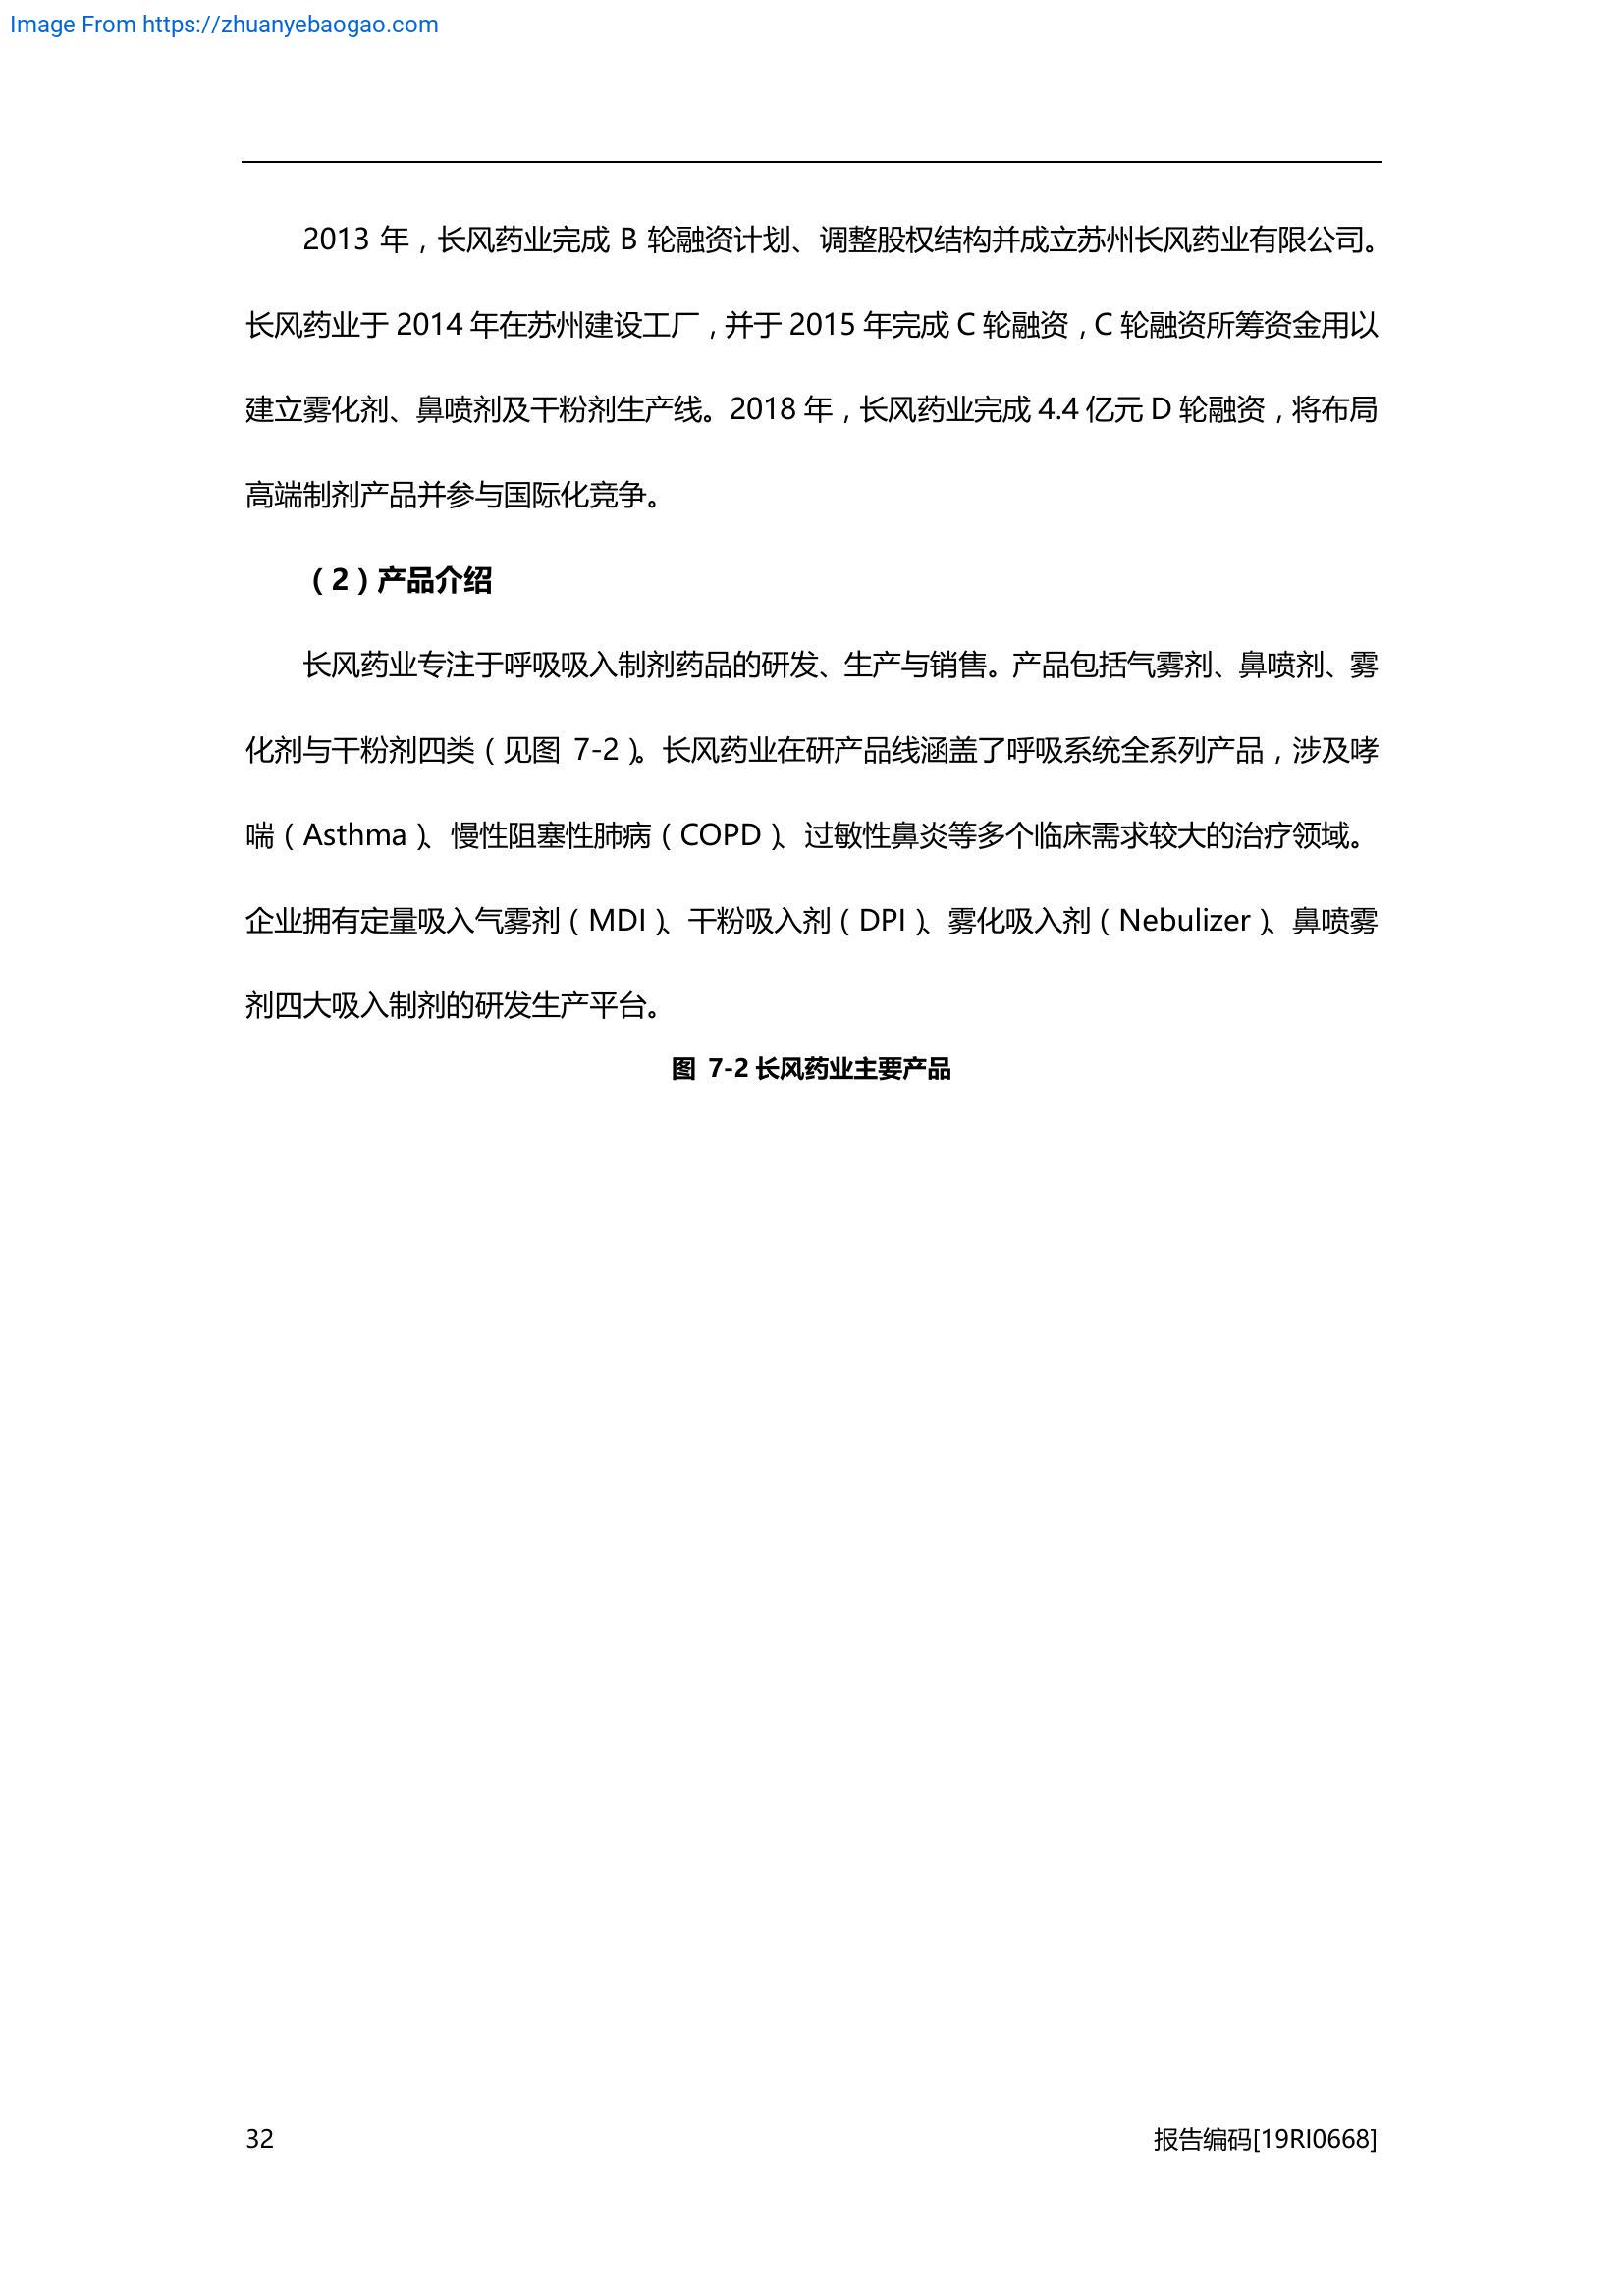 Image From https://zhuanyebaogao.com
2013 年，长风药业完成 B 轮融资计划、调整股权结构并成立苏州长风药业有限公司。
长风药业于 2014 年在苏州建设工厂，并于 2015 年完成 C 轮融资，C 轮融资所筹资金用以
建立雾化剂、鼻喷剂及干粉剂生产线。2018 年，长风药业完成 4.4 亿元 D 轮融资，将布局
高端制剂产品并参与国际化竞争。
（2）产品介绍
长风药业专注于呼吸吸入制剂药品的研发、生产与销售。产品包括气雾剂、鼻喷剂、雾
化剂与干粉剂四类（见图 7-2）。长风药业在研产品线涵盖了呼吸系统全系列产品，涉及哮
喘（Asthma）、慢性阻塞性肺病（COPD）、过敏性鼻炎等多个临床需求较大的治疗领域。
企业拥有定量吸入气雾剂（MDI）、干粉吸入剂（DPI）、雾化吸入剂（Nebulizer）、鼻喷雾
剂四大吸入制剂的研发生产平台。
图 7-2 长风药业主要产品
32
报告编码[19RI0668]